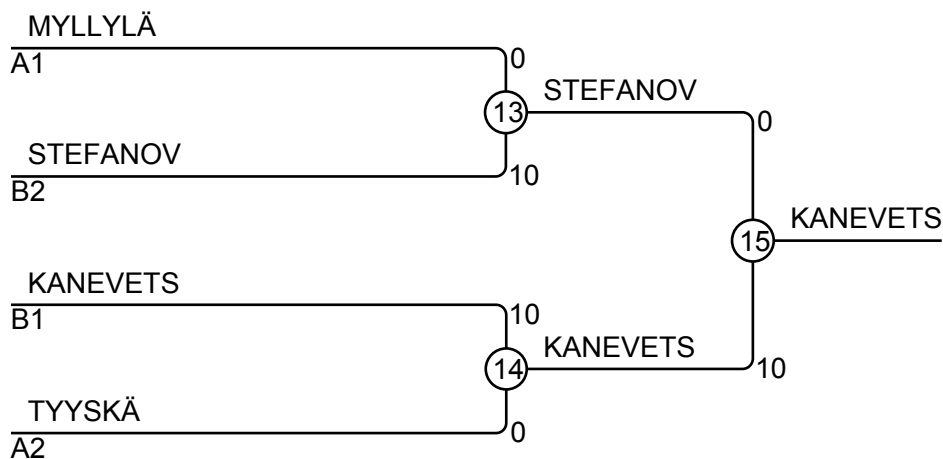 MYLLYLÄ
A1
0
13
STEFANOV
0
STEFANOV
B2
10
15
KANEVETS
KANEVETS
B1
10
14
KANEVETS
10
TYYSKÄ
A2
0